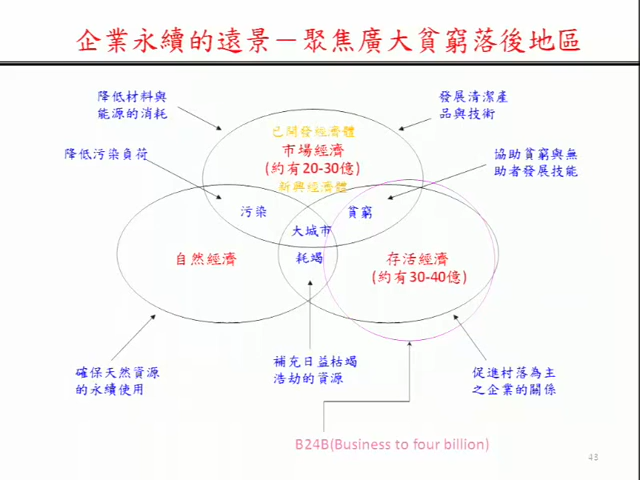 企業永續的遠景－聚焦廣大貧窮落後地區
降低材料與
能源的消耗
發展清潔產
品與技術
已開發經濟體
市場經濟
(約有20-30億)
新興經濟體
降低污染負荷
協助貧窮與無
助者發展技能
污染
貧窮
大城市
耗竭
自然經濟
存活經濟
(約有30-40億)
確保天然資源
的永續使用
補充日益枯竭
浩劫的資源
促進村落為主
之企業的關係
B24B(Business to four billion)
43